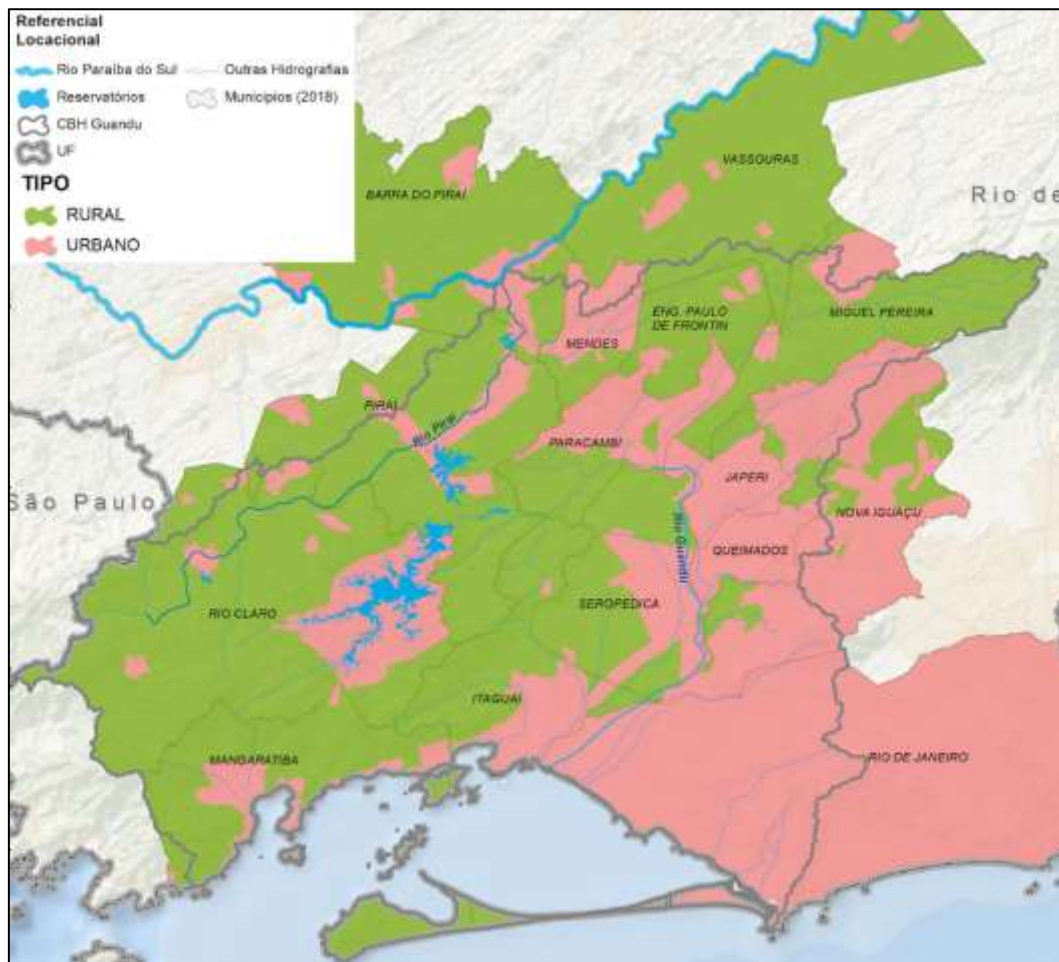 Referencial
Locacional
Rio Paraíba do Sul
Outras Hidrografias
Reservatórios
Municípios (2018)
CBH Guandu
UF
TIPO
RURAL
URBANO
VASSOURAS
BARRA DO PIRAÍ
Rio de
ENG. PAULO
DE FRONTIN
MIGUEL PEREIRA
MENDES
PIRAÍ
Rio Piraí
PARACAMBI
JAPERI
São Paulo
NOVA IGUAÇU
Rio Guandu
QUEIMADOS
RIO CLARO
SEROPÉDICA
ITAGUAÍ
MANGARATIBA
RIO DE JANEIRO